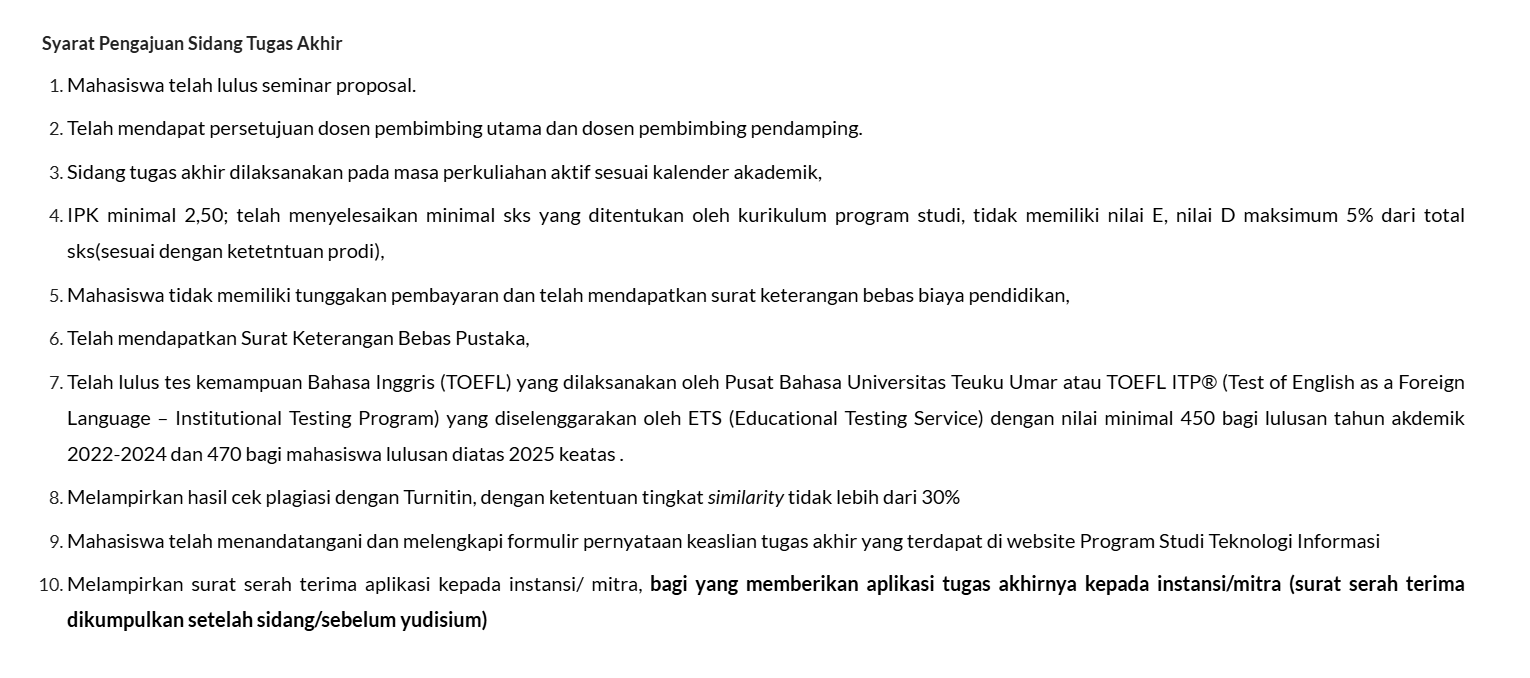 Syarat Pengajuan Sidang Tugas Akhir
1. Mahasiswa telah lulus seminar proposal.
2. Telah mendapat persetujuan dosen pembimbing utama dan dosen pembimbing pendamping.
3. Sidang tugas akhir dilaksanakan pada masa perkuliahan aktif sesuai kalender akademik,
4. IPK minimal 2,50; telah menyelesaikan minimal sks yang ditentukan oleh kurikulum program studi, tidak memiliki nilai E, nilai D maksimum 5% dari total
sks(sesuai dengan ketetntuan prodi),
5. Mahasiswa tidak memiliki tunggakan pembayaran dan telah mendapatkan surat keterangan bebas biaya pendidikan,
6. Telah mendapatkan Surat Keterangan Bebas Pustaka,
7. Telah lulus tes kemampuan Bahasa Inggris (TOEFL) yang dilaksanakan oleh Pusat Bahasa Universitas Teuku Umar atau TOEFL ITP® (Test of English as a Foreign
Language – Institutional Testing Program) yang diselenggarakan oleh ETS (Educational Testing Service) dengan nilai minimal 450 bagi lulusan tahun akdemik
2022-2024 dan 470 bagi mahasiswa lulusan diatas 2025 keatas .
8. Melampirkan hasil cek plagiasi dengan Turnitin, dengan ketentuan tingkat similarity tidak lebih dari 30%
9. Mahasiswa telah menandatangani dan melengkapi formulir pernyataan keaslian tugas akhir yang terdapat di website Program Studi Teknologi Informasi
10. Melampirkan surat serah terima aplikasi kepada instansi/ mitra, bagi yang memberikan aplikasi tugas akhirnya kepada instansi/mitra (surat serah terima
dikumpulkan setelah sidang/sebelum yudisium)